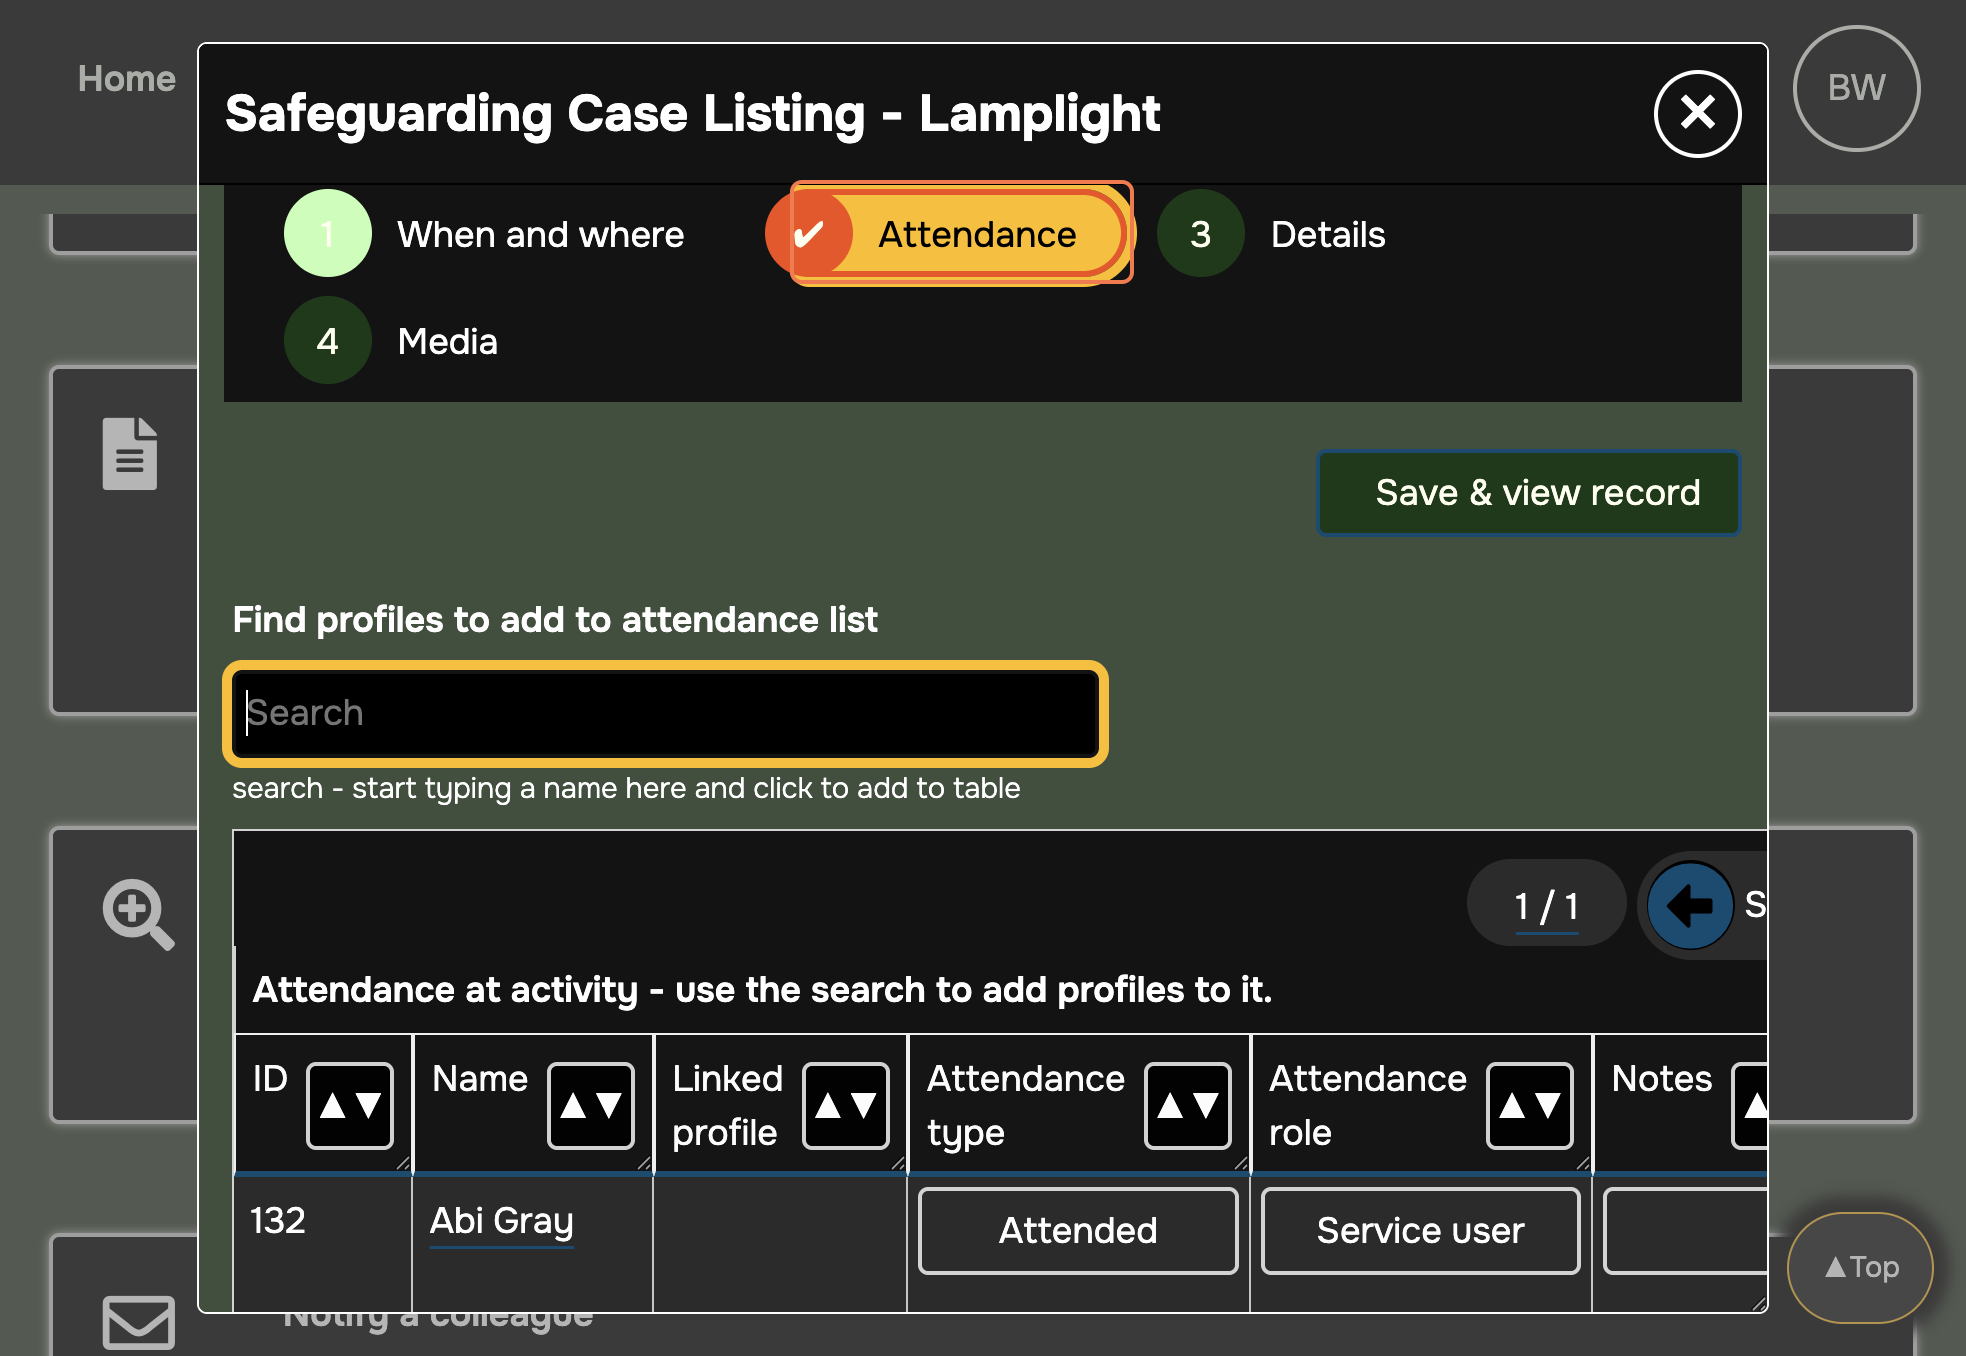 Home
Safeguarding Case Listing - Lamplight
BW
1 When and where
✔ Attendance
3 Details
4 Media
Save & view record
Find profiles to add to attendance list
Search
search - start typing a name here and click to add to table
1 / 1
S
Attendance at activity - use the search to add profiles to it.
ID ▲▼ Name ▲▼ Linked profile ▲▼ Attendance type ▲▼ Attendance role ▲▼ Notes ▲
132 Abi Gray Attended Service user
▲Top
Notify a colleague